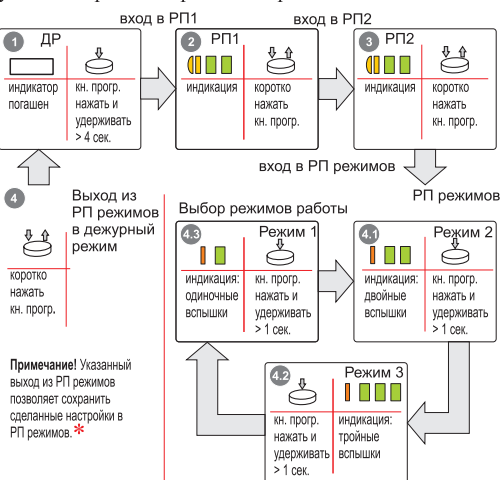 вход в РП1
вход в РП2
1 ДР
индикатор
погашен
кн. прогр.
нажать и
удерживать
> 4 сек.
2 РП1
индикация
коротко
нажать
кн. прогр.
3 РП2
индикация
коротко
нажать
кн. прогр.
вход в РП режимов
РП режимов
4 Выход из
РП режимов
в дежурный
режим
коротко
нажать
кн. прогр.
Примечание! Указанный
выход из РП режимов
позволяет сохранить
сделанные настройки в
РП режимов.*
Выбор режимов работы
4.3 Режим 1
индикация:
одиночные
вспышки
кн. прогр.
нажать и
удерживать
> 1 сек.
4.1 Режим 2
индикация:
двойные
вспышки
кн. прогр.
нажать и
удерживать
> 1 сек.
4.2 Режим 3
кн. прогр.
нажать и
удерживать
> 1 сек.
индикация:
тройные
вспышки